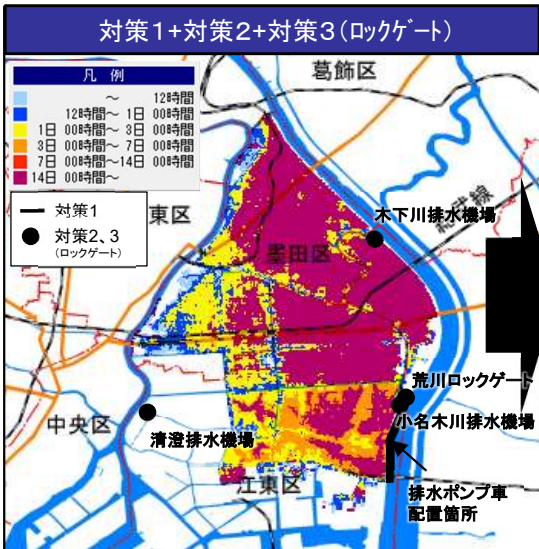 対策1+対策2+対策3(ロックゲート)
葛飾区
凡 例
～ 12時間
12時間～ 1日 00時間
1日 00時間～ 3日 00時間
3日 00時間～ 7日 00時間
7日 00時間～14日 00時間
14日 00時間～
対策1
対策2、3
(ロックゲート)
東区
総武線
木下川排水機場
墨田区
荒川ロックゲート
小名木川排水機場
中央区
清澄排水機場
江東区
排水ポンプ車
配置箇所